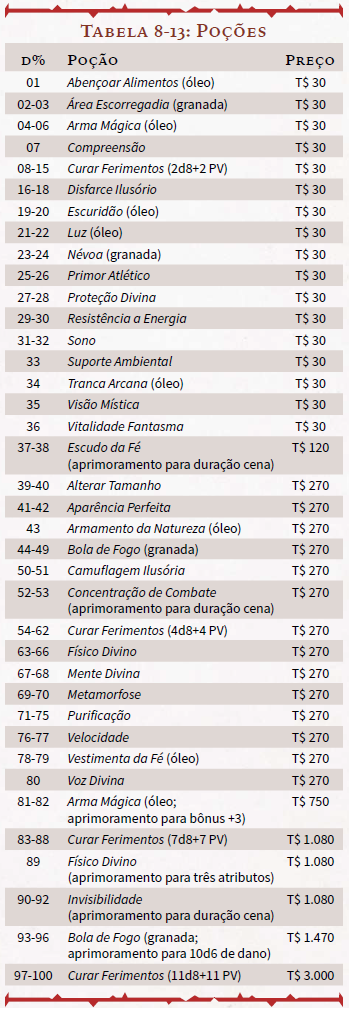 Tabela 8-13: Poções
D% Poção Preço
01 Abençoar Alimentos (óleo) T$ 30
02-03 Área Escorregadia (granada) T$ 30
04-06 Arma Mágica (óleo) T$ 30
07 Compreensão T$ 30
08-15 Curar Ferimentos (2d8+2 PV) T$ 30
16-18 Disfarce Ilusório T$ 30
19-20 Escuridão (óleo) T$ 30
21-22 Luz (óleo) T$ 30
23-24 Névoa (granada) T$ 30
25-26 Primor Atlético T$ 30
27-28 Proteção Divina T$ 30
29-30 Resistência a Energia T$ 30
31-32 Sono T$ 30
33 Suporte Ambiental T$ 30
34 Tranca Arcana (óleo) T$ 30
35 Visão Mística T$ 30
36 Vitalidade Fantasma T$ 30
37-38 Escudo da Fé T$ 120
(aprimoramento para duração cena)
39-40 Alterar Tamanho T$ 270
41-42 Aparência Perfeita T$ 270
43 Armamento da Natureza (óleo) T$ 270
44-49 Bola de Fogo (granada) T$ 270
50-51 Camuflagem Ilusória T$ 270
52-53 Concentração de Combate T$ 270
(aprimoramento para duração cena)
54-62 Curar Ferimentos (4d8+4 PV) T$ 270
63-66 Físico Divino T$ 270
67-68 Mente Divina T$ 270
69-70 Metamorfose T$ 270
71-75 Purificação T$ 270
76-77 Velocidade T$ 270
78-79 Vestimenta da Fé (óleo) T$ 270
80 Voz Divina T$ 270
81-82 Arma Mágica (óleo; T$ 750
aprimoramento para bônus +3)
83-88 Curar Ferimentos (7d8+7 PV) T$ 1.080
89 Físico Divino T$ 1.080
(aprimoramento para três atributos)
90-92 Invisibilidade T$ 1.080
(aprimoramento para duração cena)
93-96 Bola de Fogo (granada; T$ 1.470
aprimoramento para 10d6 de dano)
97-100 Curar Ferimentos (11d8+11 PV) T$ 3.000